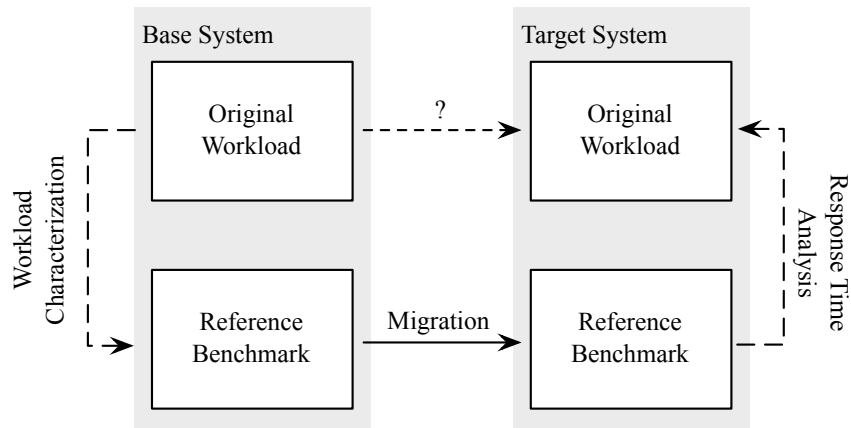 Base System
Target System
Original
Workload
?
Original
Workload
Workload
Characterization
Response Time
Analysis
Reference
Benchmark
Migration
Reference
Benchmark